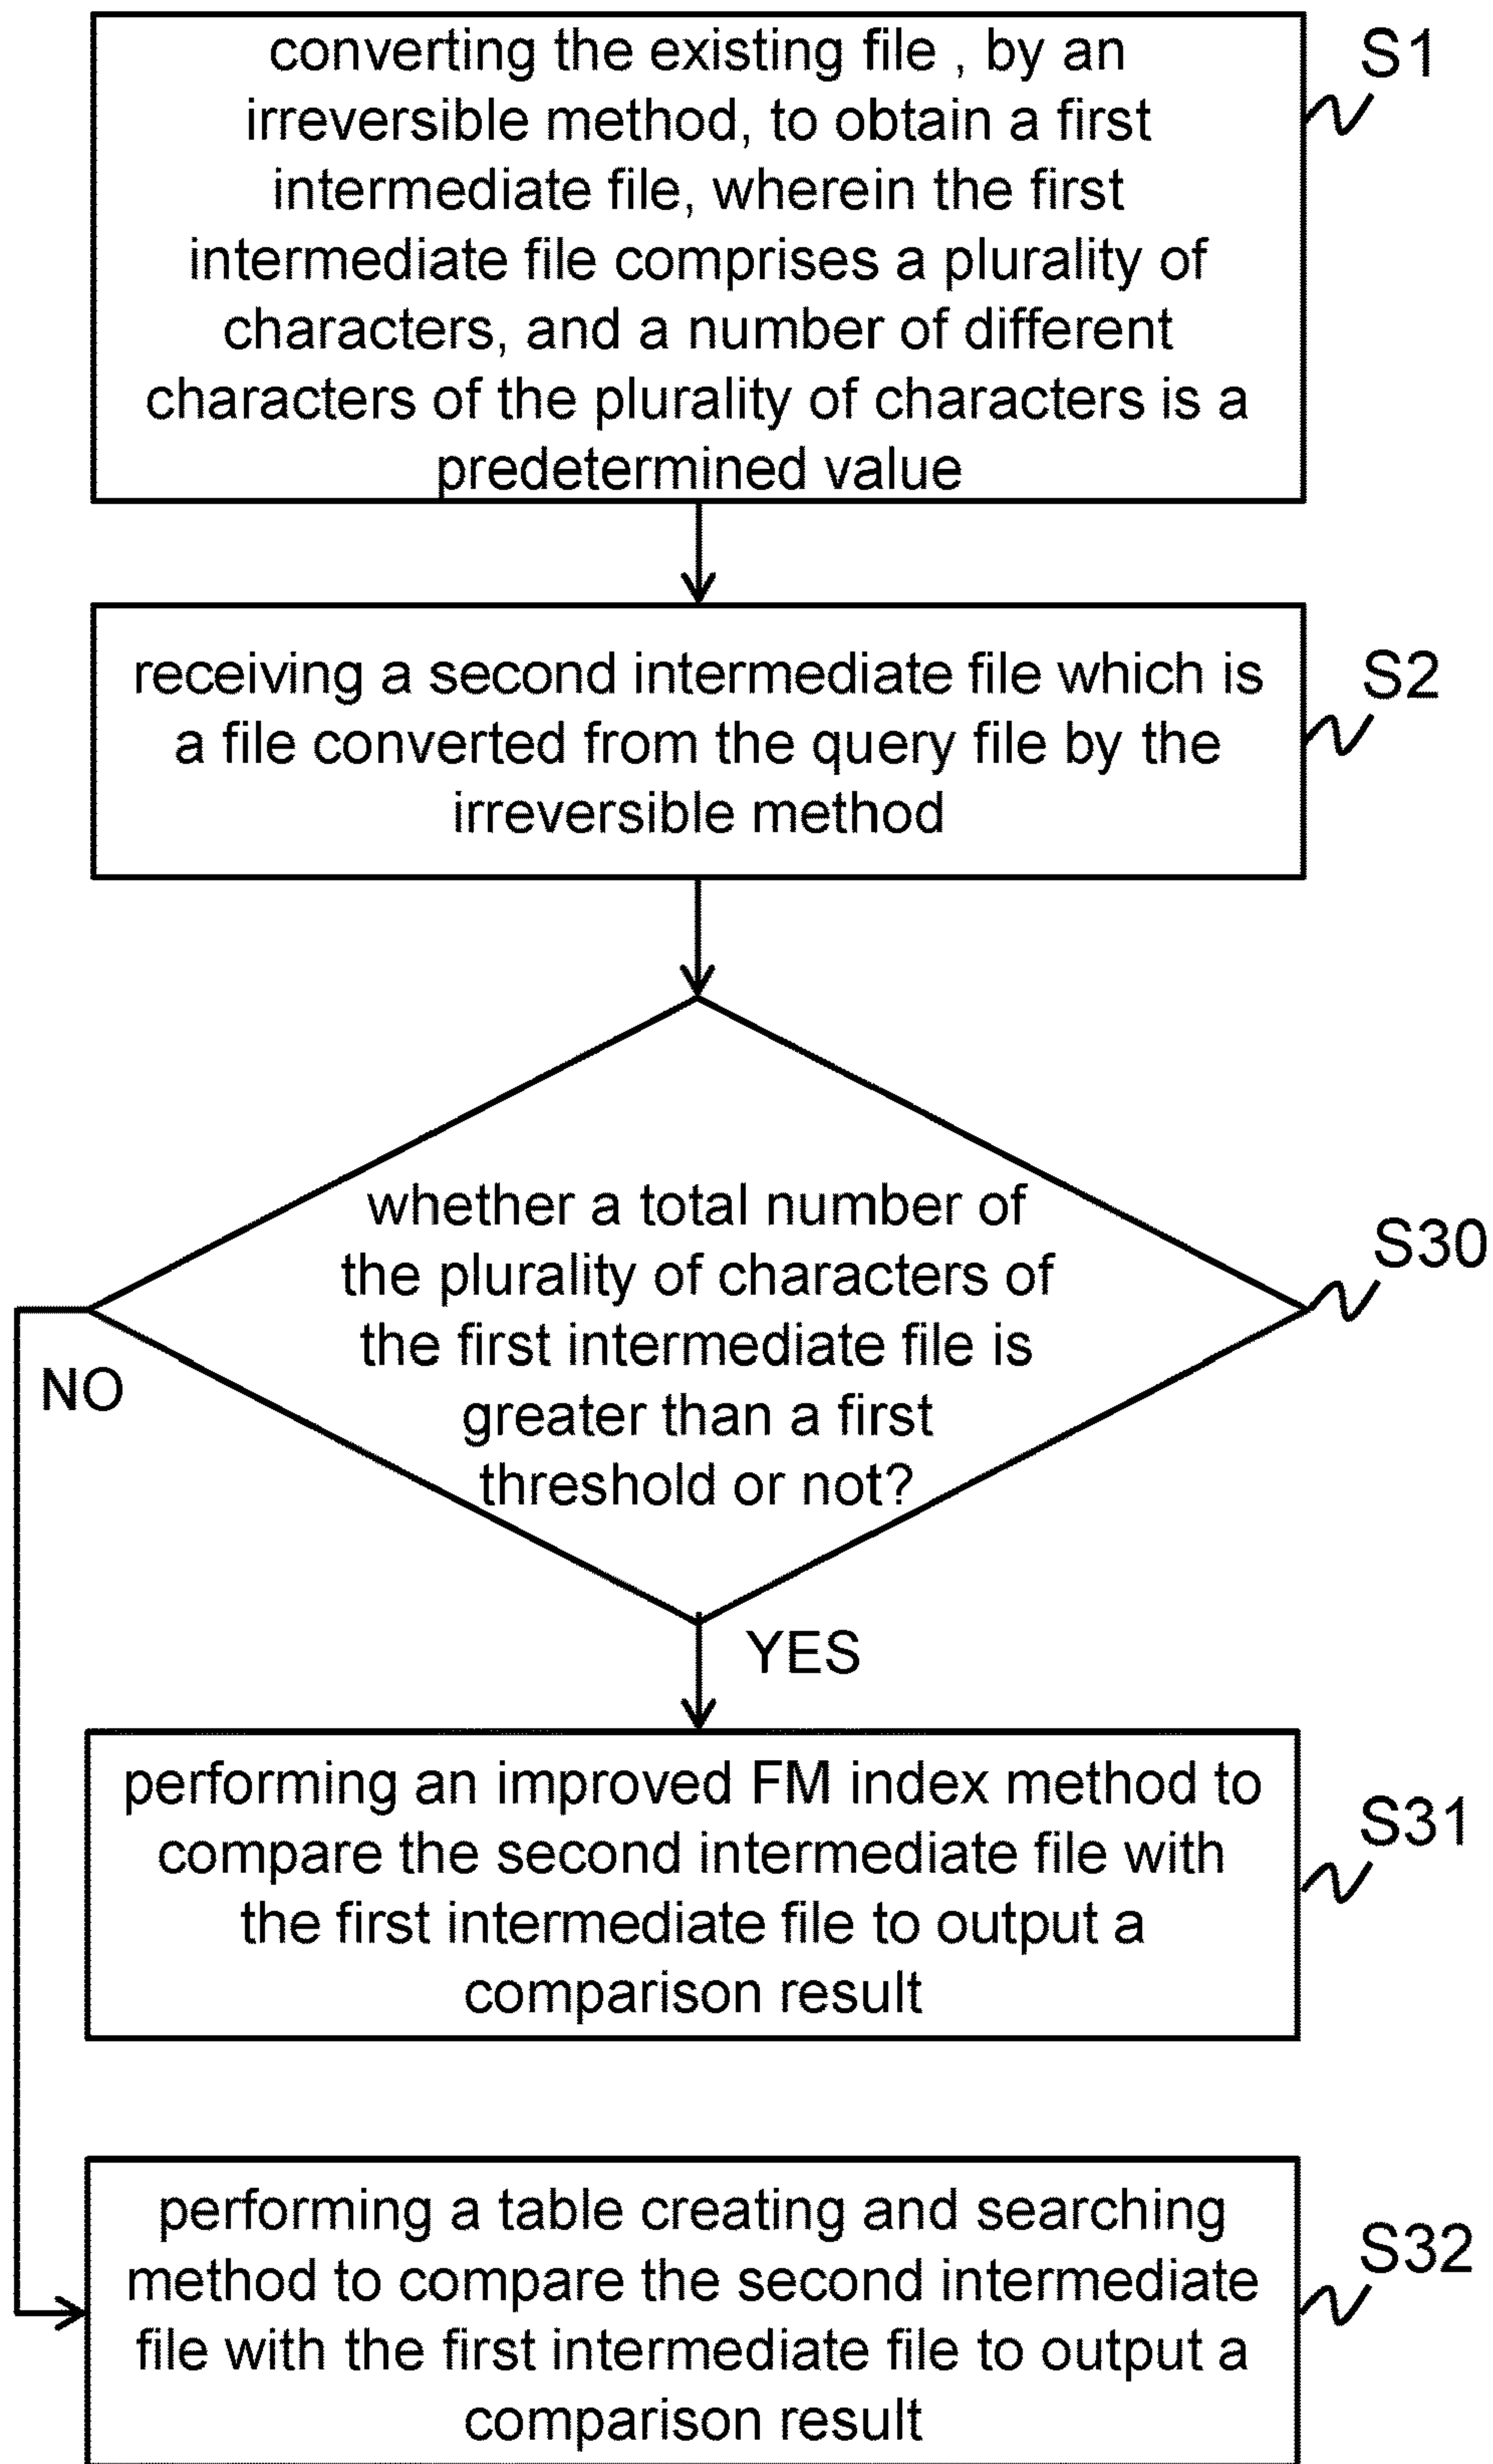 converting the existing file , by an
irreversible method, to obtain a first
intermediate file, wherein the first
intermediate file comprises a plurality of
characters, and a number of different
characters of the plurality of characters is a
predetermined value
S1
receiving a second intermediate file which is
a file converted from the query file by the
irreversible method
S2
whether a total number of
the plurality of characters of
the first intermediate file is
greater than a first
threshold or not?
S30
NO
YES
performing an improved FM index method to
compare the second intermediate file with
the first intermediate file to output a
comparison result
S31
performing a table creating and searching
method to compare the second intermediate
file with the first intermediate file to output a
comparison result
S32